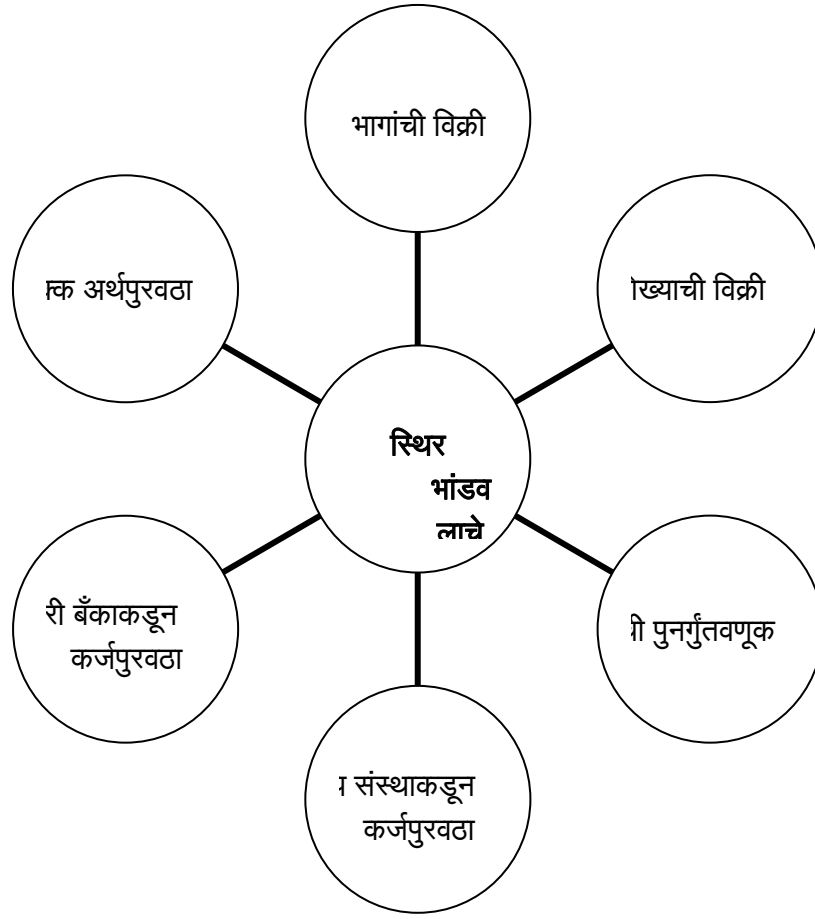 भागांची विक्री
अर्थपुरवठा
विक्री
स्थिर
भांडव
लाचे
बँकाकडून
कर्जपुरवठा
पुनर्गुंतवणूक
संस्थाकडून
कर्जपुरवठा